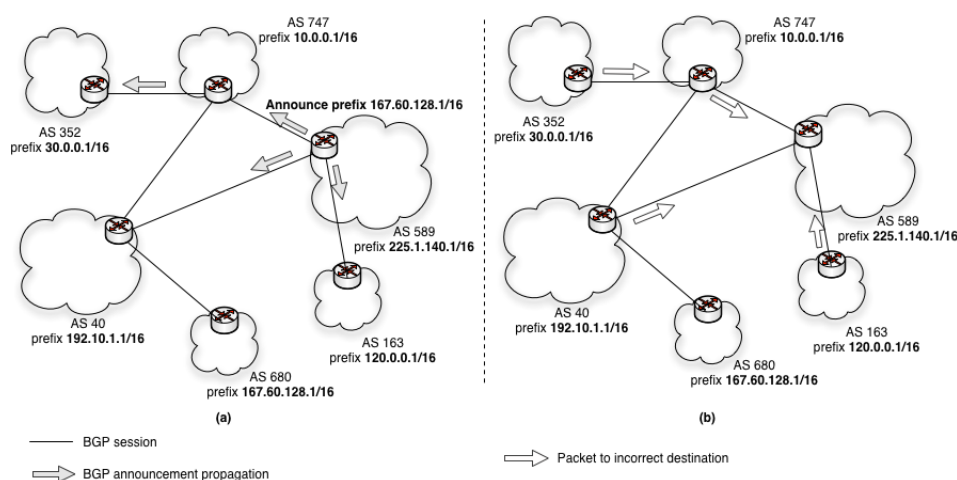 AS 747
prefix 10.0.0.1/16
Announce prefix 167.60.128.1/16
AS 352
prefix 30.0.0.1/16
AS 589
prefix 225.1.140.1/16
AS 40
prefix 192.10.1.1/16
AS 163
prefix 120.0.0.1/16
AS 680
prefix 167.60.128.1/16
(a)
BGP session
BGP announcement propagation
(b)
AS 747
prefix 10.0.0.1/16
AS 352
prefix 30.0.0.1/16
AS 589
prefix 225.1.140.1/16
AS 40
prefix 192.10.1.1/16
AS 163
prefix 120.0.0.1/16
AS 680
prefix 167.60.128.1/16
Packet to incorrect destination